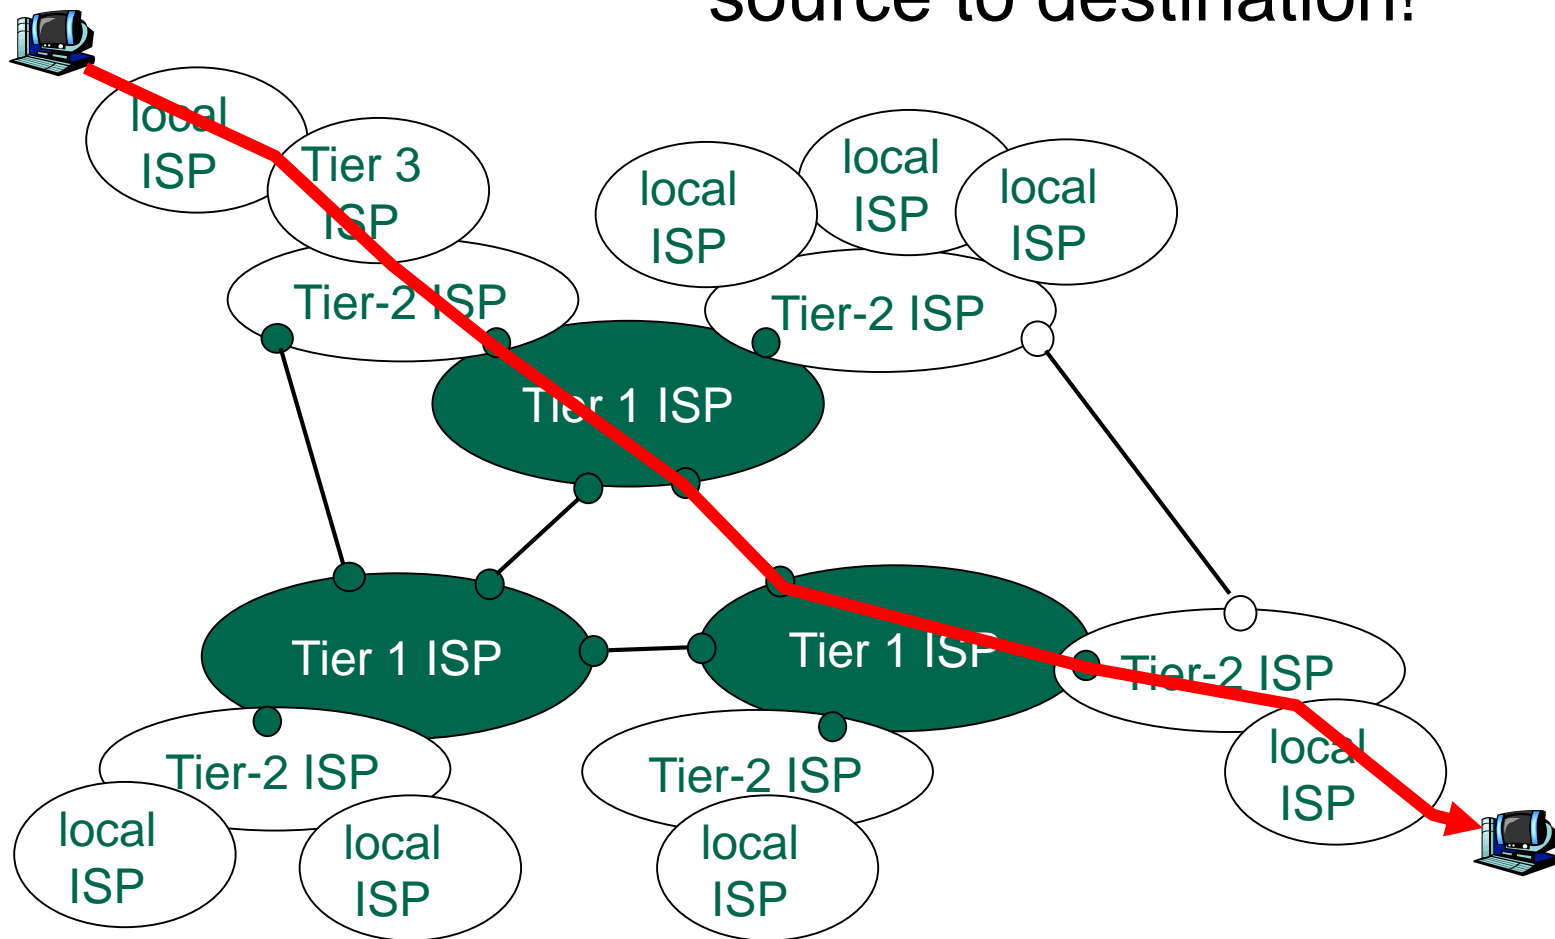 source to destination!
local
ISP
Tier 3
ISP
local
ISP
local
ISP
local
ISP
Tier-2 ISP
Tier-2 ISP
Tier 1 ISP
Tier 1 ISP
Tier 1 ISP
Tier-2 ISP
local
ISP
Tier-2 ISP
Tier-2 ISP
local
ISP
local
ISP
local
ISP